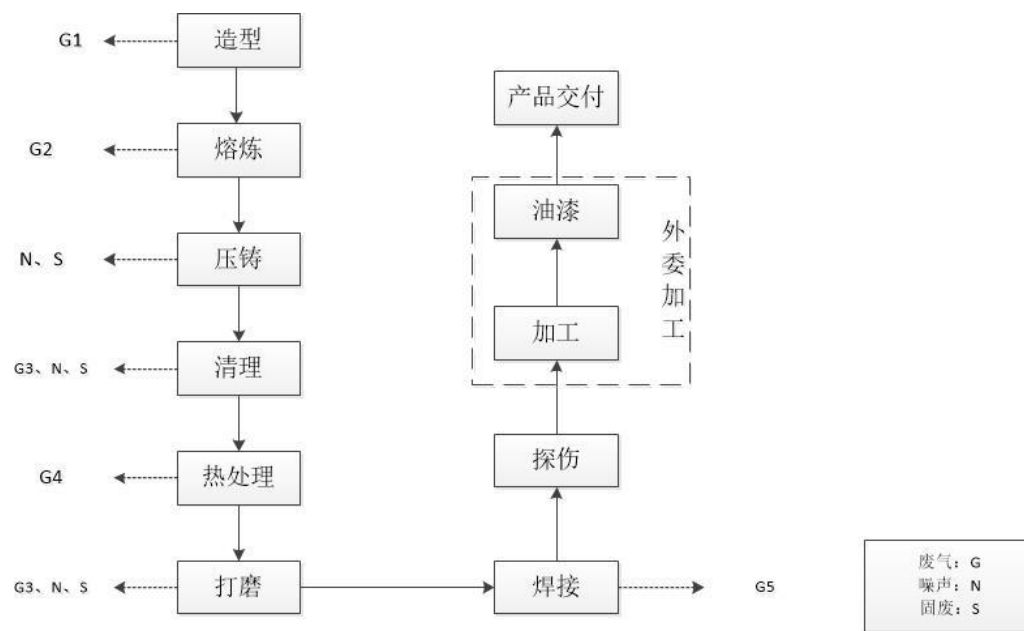 G1
造型
G2
熔炼
N、S
压铸
G3、N、S
清理
G4
热处理
G3、N、S
打磨
焊接
G5
探伤
加工
油漆
外委加工
产品交付
废气：G
噪声：N
固废：S